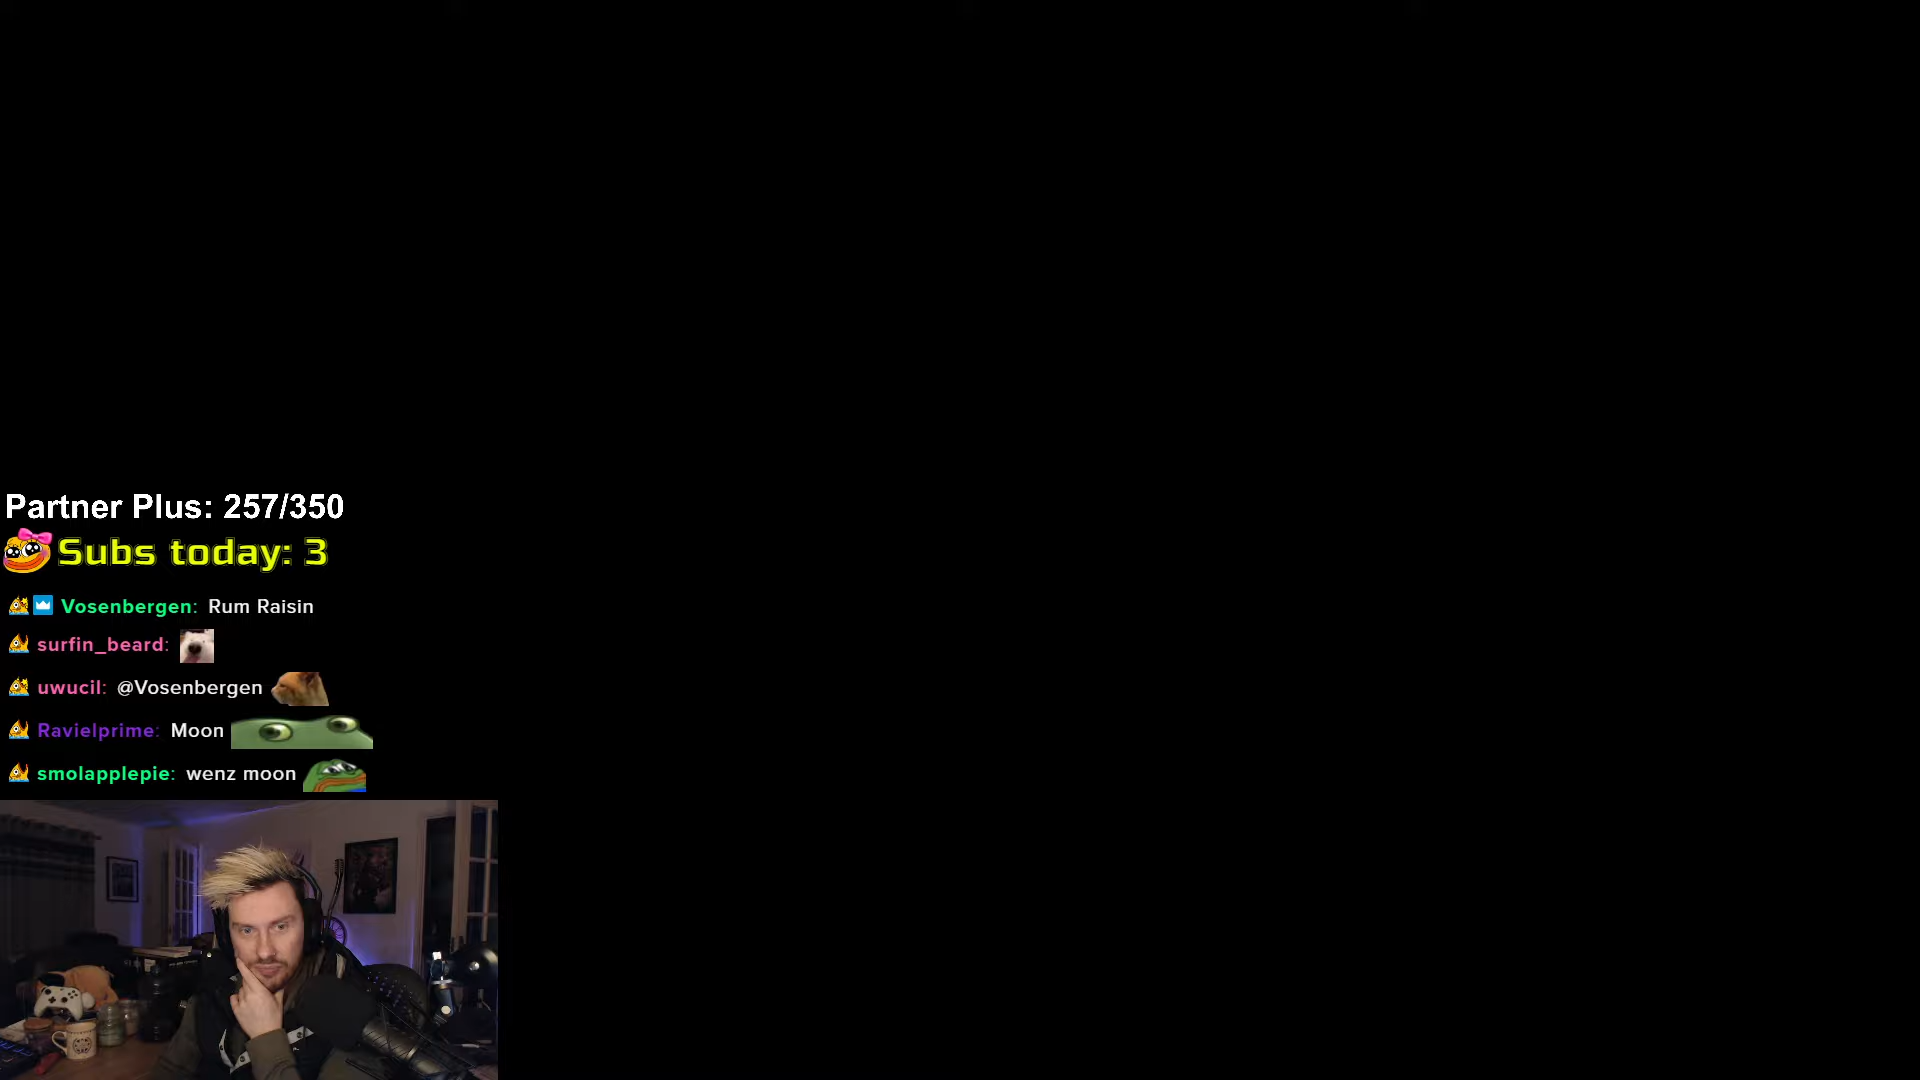 Partner Plus: 257/350
Subs today: 3
Vosenbergen: Rum Raisin
surfin_beard:
uwucil: @Vosenbergen
Ravielprime: Moon
smolapplepie: wenz moon